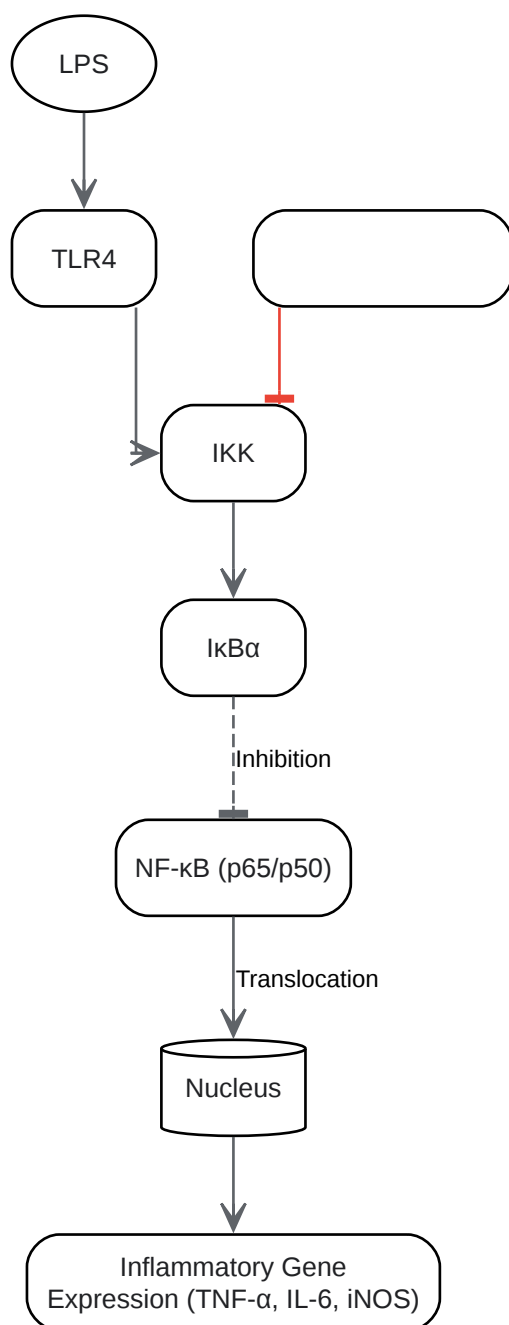 LPS
TLR4
IKK
IκBα
Inhibition
NF-κB (p65/p50)
Translocation
Nucleus
Inflammatory Gene
Expression (TNF-α, IL-6, iNOS)